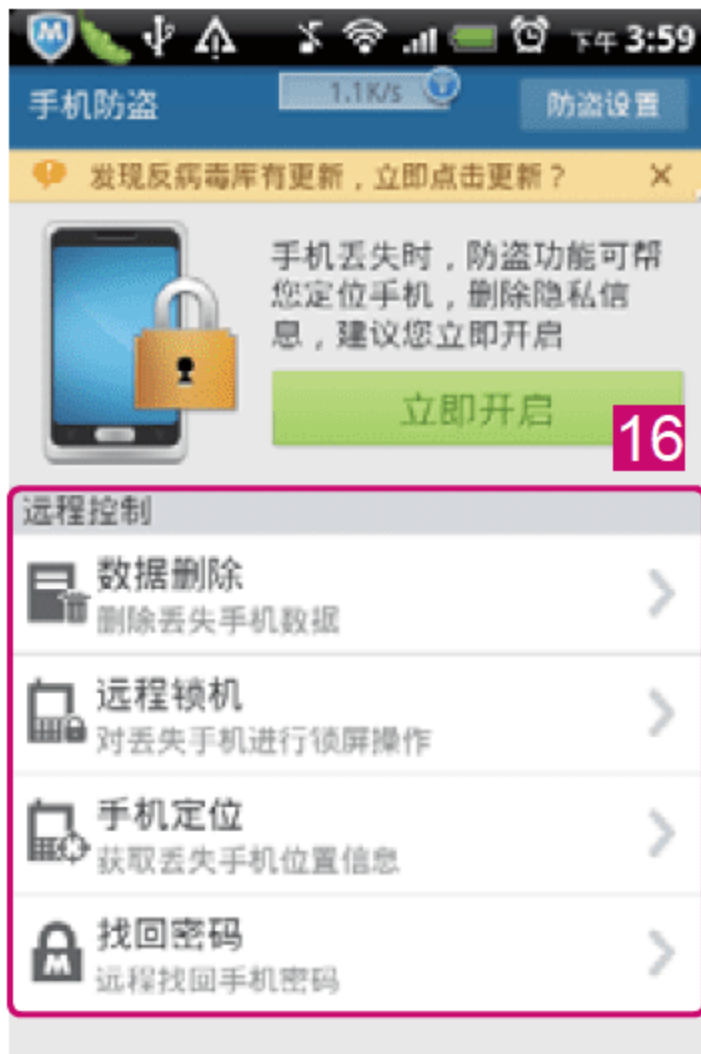 下午 3:59
手机防盗
1.1K/s
防盗设置
发现反病毒库有更新，立即点击更新？
手机丢失时，防盗功能可帮
您定位手机，删除隐私信
息，建议您立即开启
立即开启
16
远程控制
数据删除
删除丢失手机数据
远程锁机
对丢失手机进行锁屏操作
手机定位
获取丢失手机位置信息
找回密码
远程找回手机密码